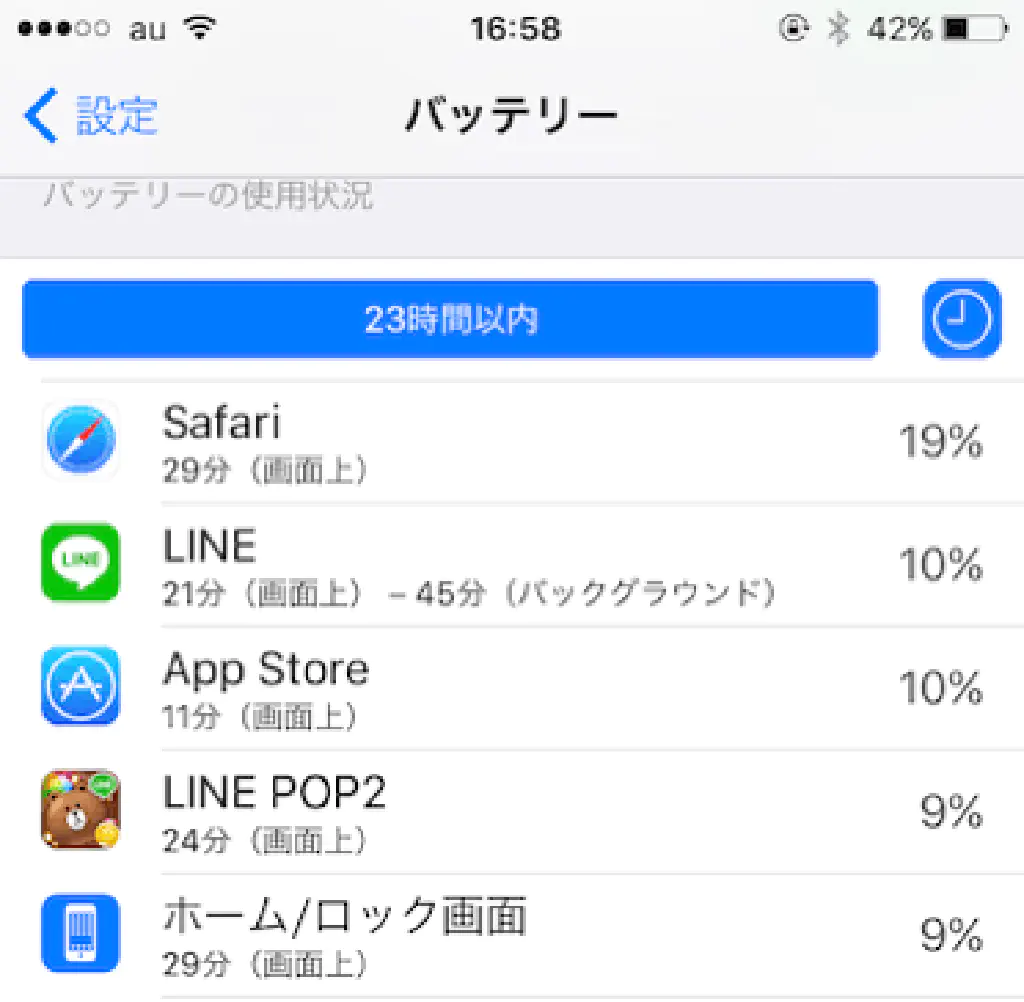 au 16:58 42%
設定 バッテリー
バッテリーの使用状況
23時間以内
Safari 19%
29分（画面上）
LINE
LINE 10%
21分（画面上） – 45分（バックグラウンド）
App Store 10%
11分（画面上）
LINE POP2 9%
24分（画面上）
ホーム/ロック画面 9%
29分（画面上）